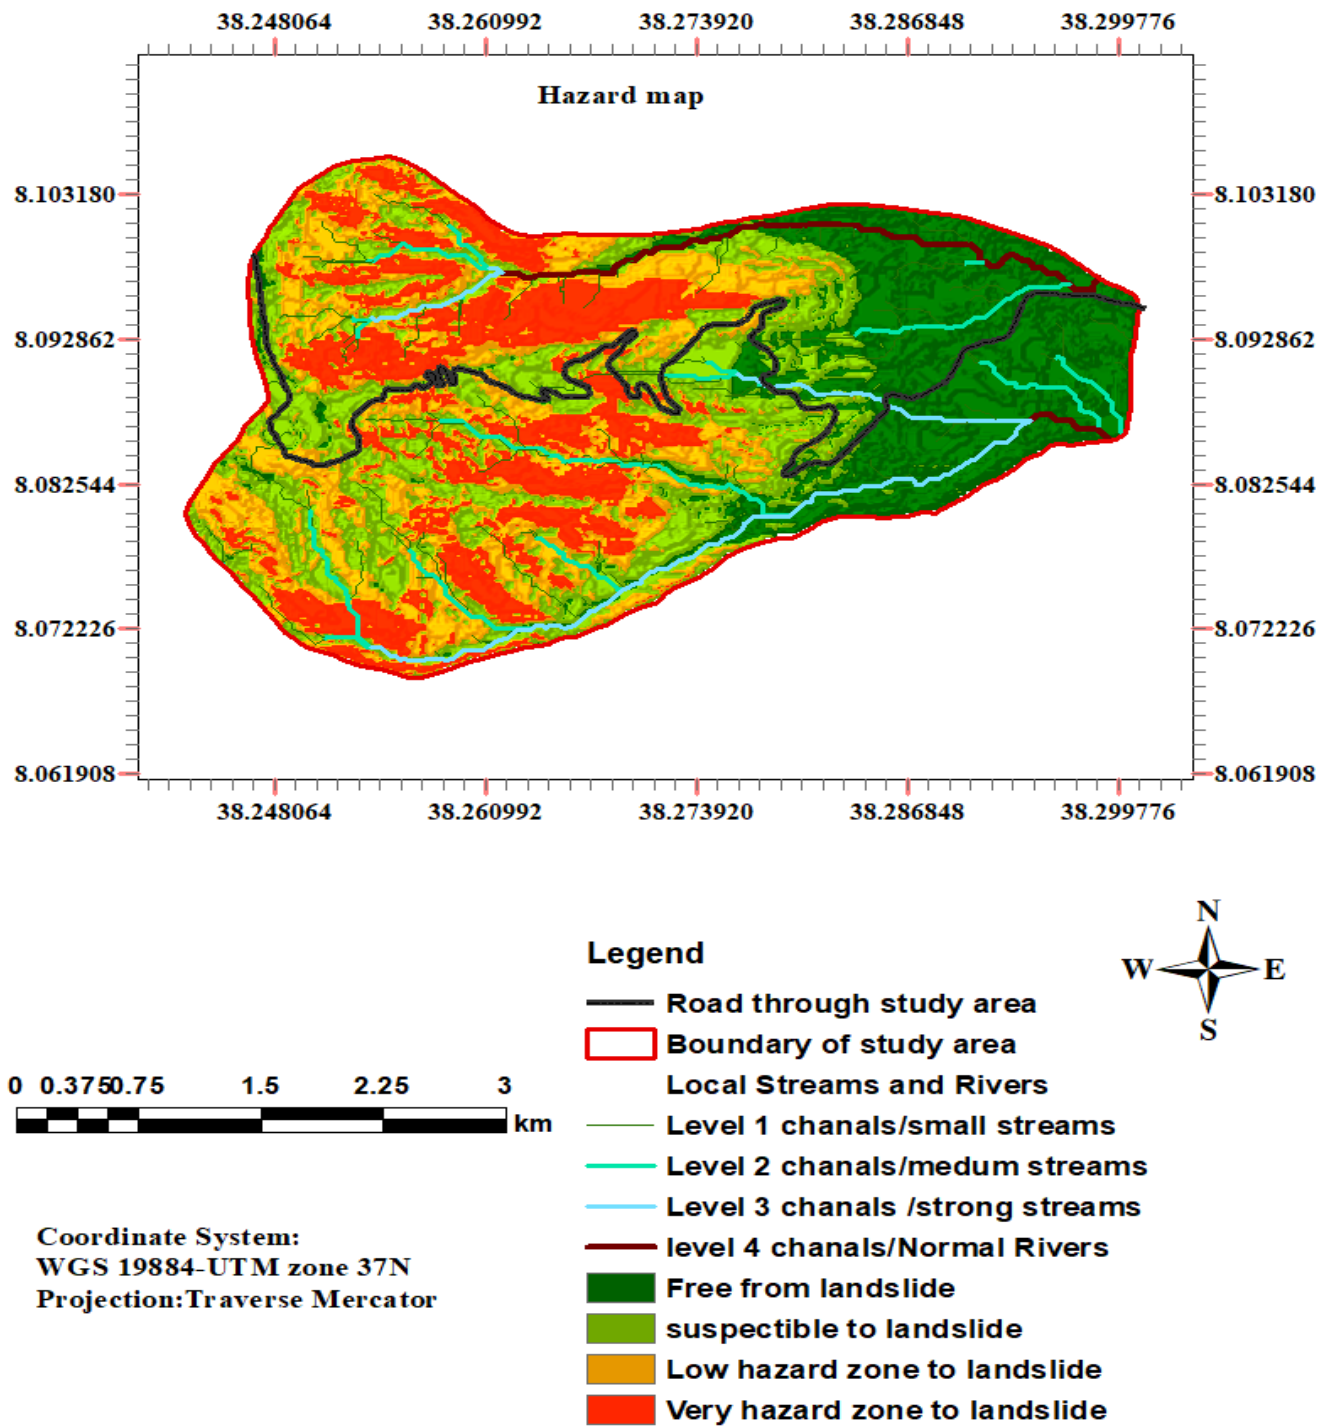 38.248064 38.260992 38.273920 38.286848 38.299776
Hazard map
8.103180 8.103180
8.092862 8.092862
8.082544 8.082544
8.072226 8.072226
8.061908 8.061908
38.248064 38.260992 38.273920 38.286848 38.299776
N
W E
S
Legend
Road through study area
Boundary of study area
Local Streams and Rivers
Level 1 chanals/small streams
Level 2 chanals/medum streams
Level 3 chanals /strong streams
level 4 chanals/Normal Rivers
Free from landslide
suspectible to landslide
Low hazard zone to landslide
Very hazard zone to landslide
0 0.375 0.75 1.5 2.25 3
km
Coordinate System:
WGS 19884-UTM zone 37N
Projection:Traverse Mercator